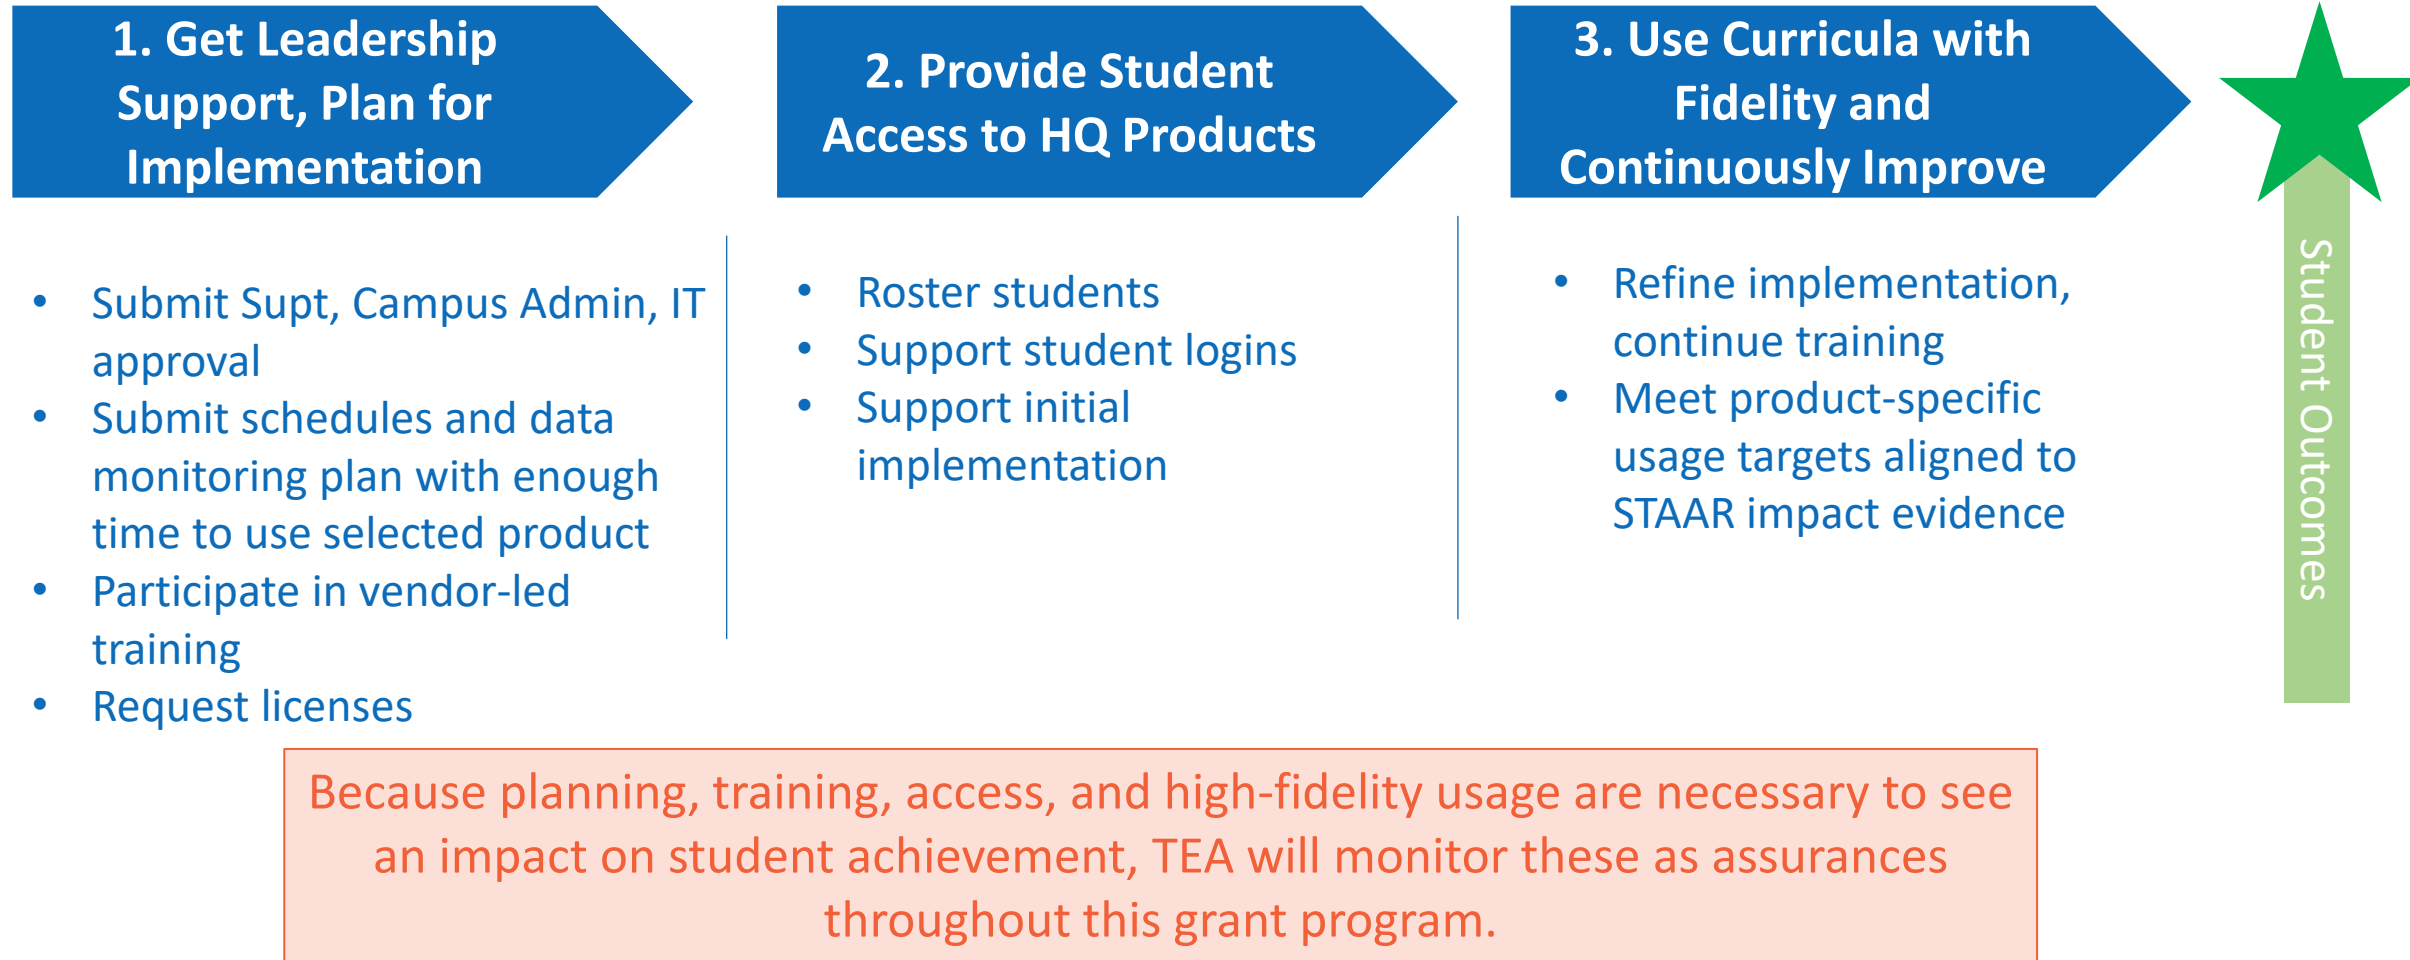 1. Get Leadership
Support, Plan for
Implementation
2. Provide Student
Access to HQ Products
3. Use Curricula with
Fidelity and
Continuously Improve
• Submit Supt, Campus Admin, IT
approval
• Submit schedules and data
monitoring plan with enough
time to use selected product
• Participate in vendor-led
training
• Request licenses
• Roster students
• Support student logins
• Support initial
implementation
• Refine implementation,
continue training
• Meet product-specific
usage targets aligned to
STAAR impact evidence
Student Outcomes
Because planning, training, access, and high-fidelity usage are necessary to see
an impact on student achievement, TEA will monitor these as assurances
throughout this grant program.